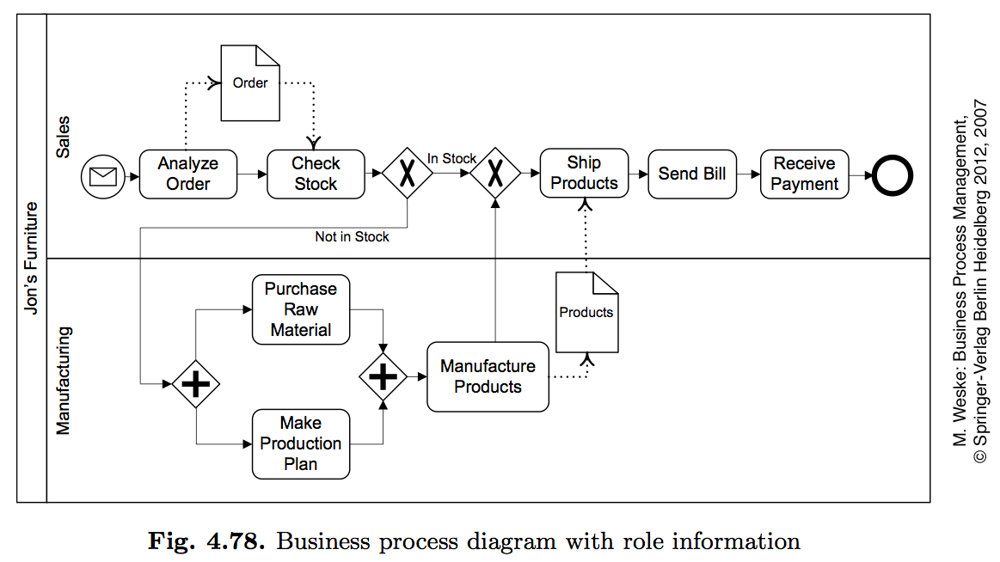 Jon's Furniture
Sales
Order
Analyze
Order
Check
Stock
In Stock
Ship
Products
Send Bill
Receive
Payment
Not in Stock
Manufacturing
Purchase
Raw
Material
Make
Production
Plan
Manufacture
Products
Products
M. Weske: Business Process Management,
© Springer-Verlag Berlin Heidelberg 2012, 2007
Fig. 4.78. Business process diagram with role information